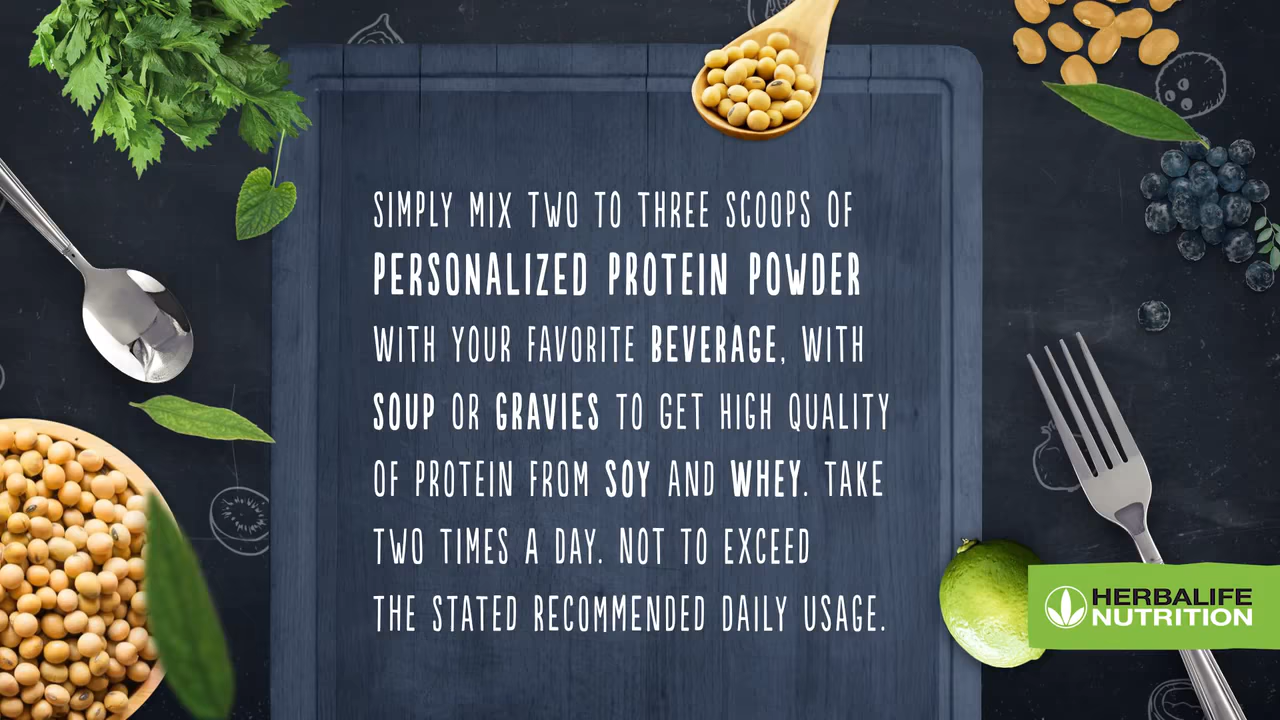 SIMPLY MIX TWO TO THREE SCOOPS OF
PERSONALIZED PROTEIN POWDER
WITH YOUR FAVORITE BEVERAGE, WITH
SOUP OR GRAVIES TO GET HIGH QUALITY
OF PROTEIN FROM SOY AND WHEY. TAKE
TWO TIMES A DAY. NOT TO EXCEED
THE STATED RECOMMENDED DAILY USAGE.
HERBALIFE
NUTRITION